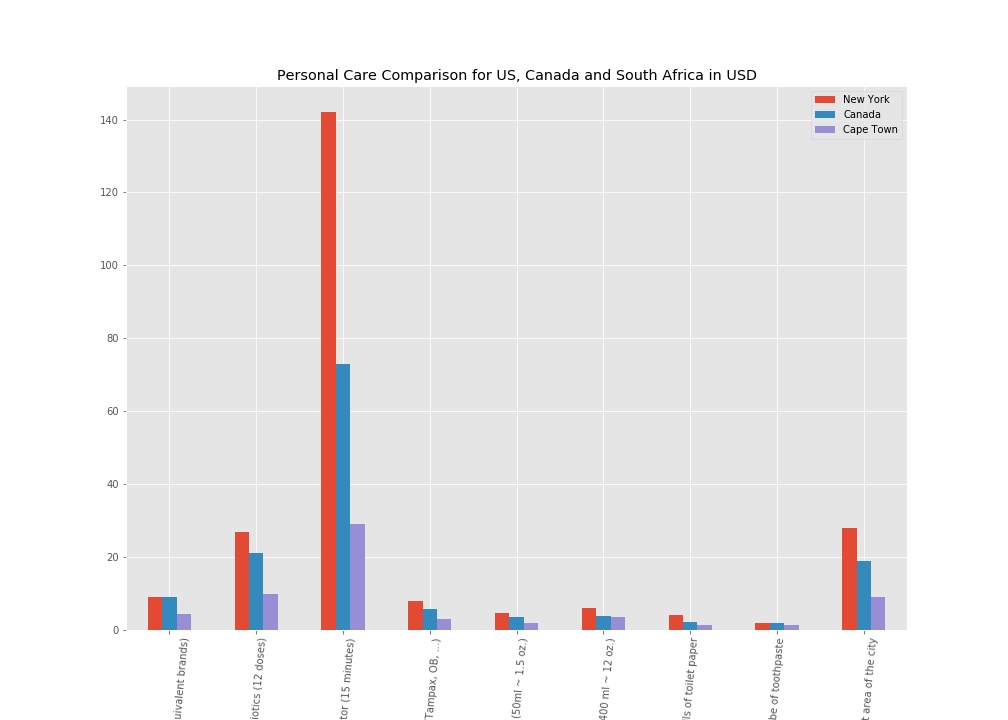 Personal Care Comparison for US, Canada and South Africa in USD
New York
Canada
Cape Town
140
120
100
80
60
40
20
0
uivalent brands)
iotics (12 doses)
tor (15 minutes)
Tampax, OB, ...)
(50ml ~ 1.5 oz.)
400 ml ~ 12 oz.)
lls of toilet paper
be of toothpaste
t area of the city